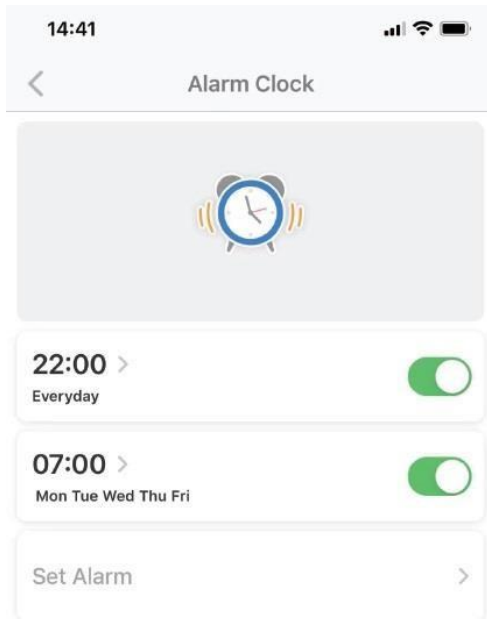 14:41
Alarm Clock
22:00
Everyday
07:00
Mon Tue Wed Thu Fri
Set Alarm